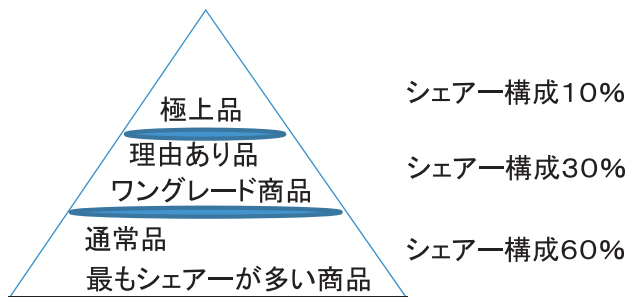 極上品
シェアー構成10%
理由あり品
ワングレード商品
シェアー構成30%
通常品
最もシェアーが多い商品
シェアー構成60%